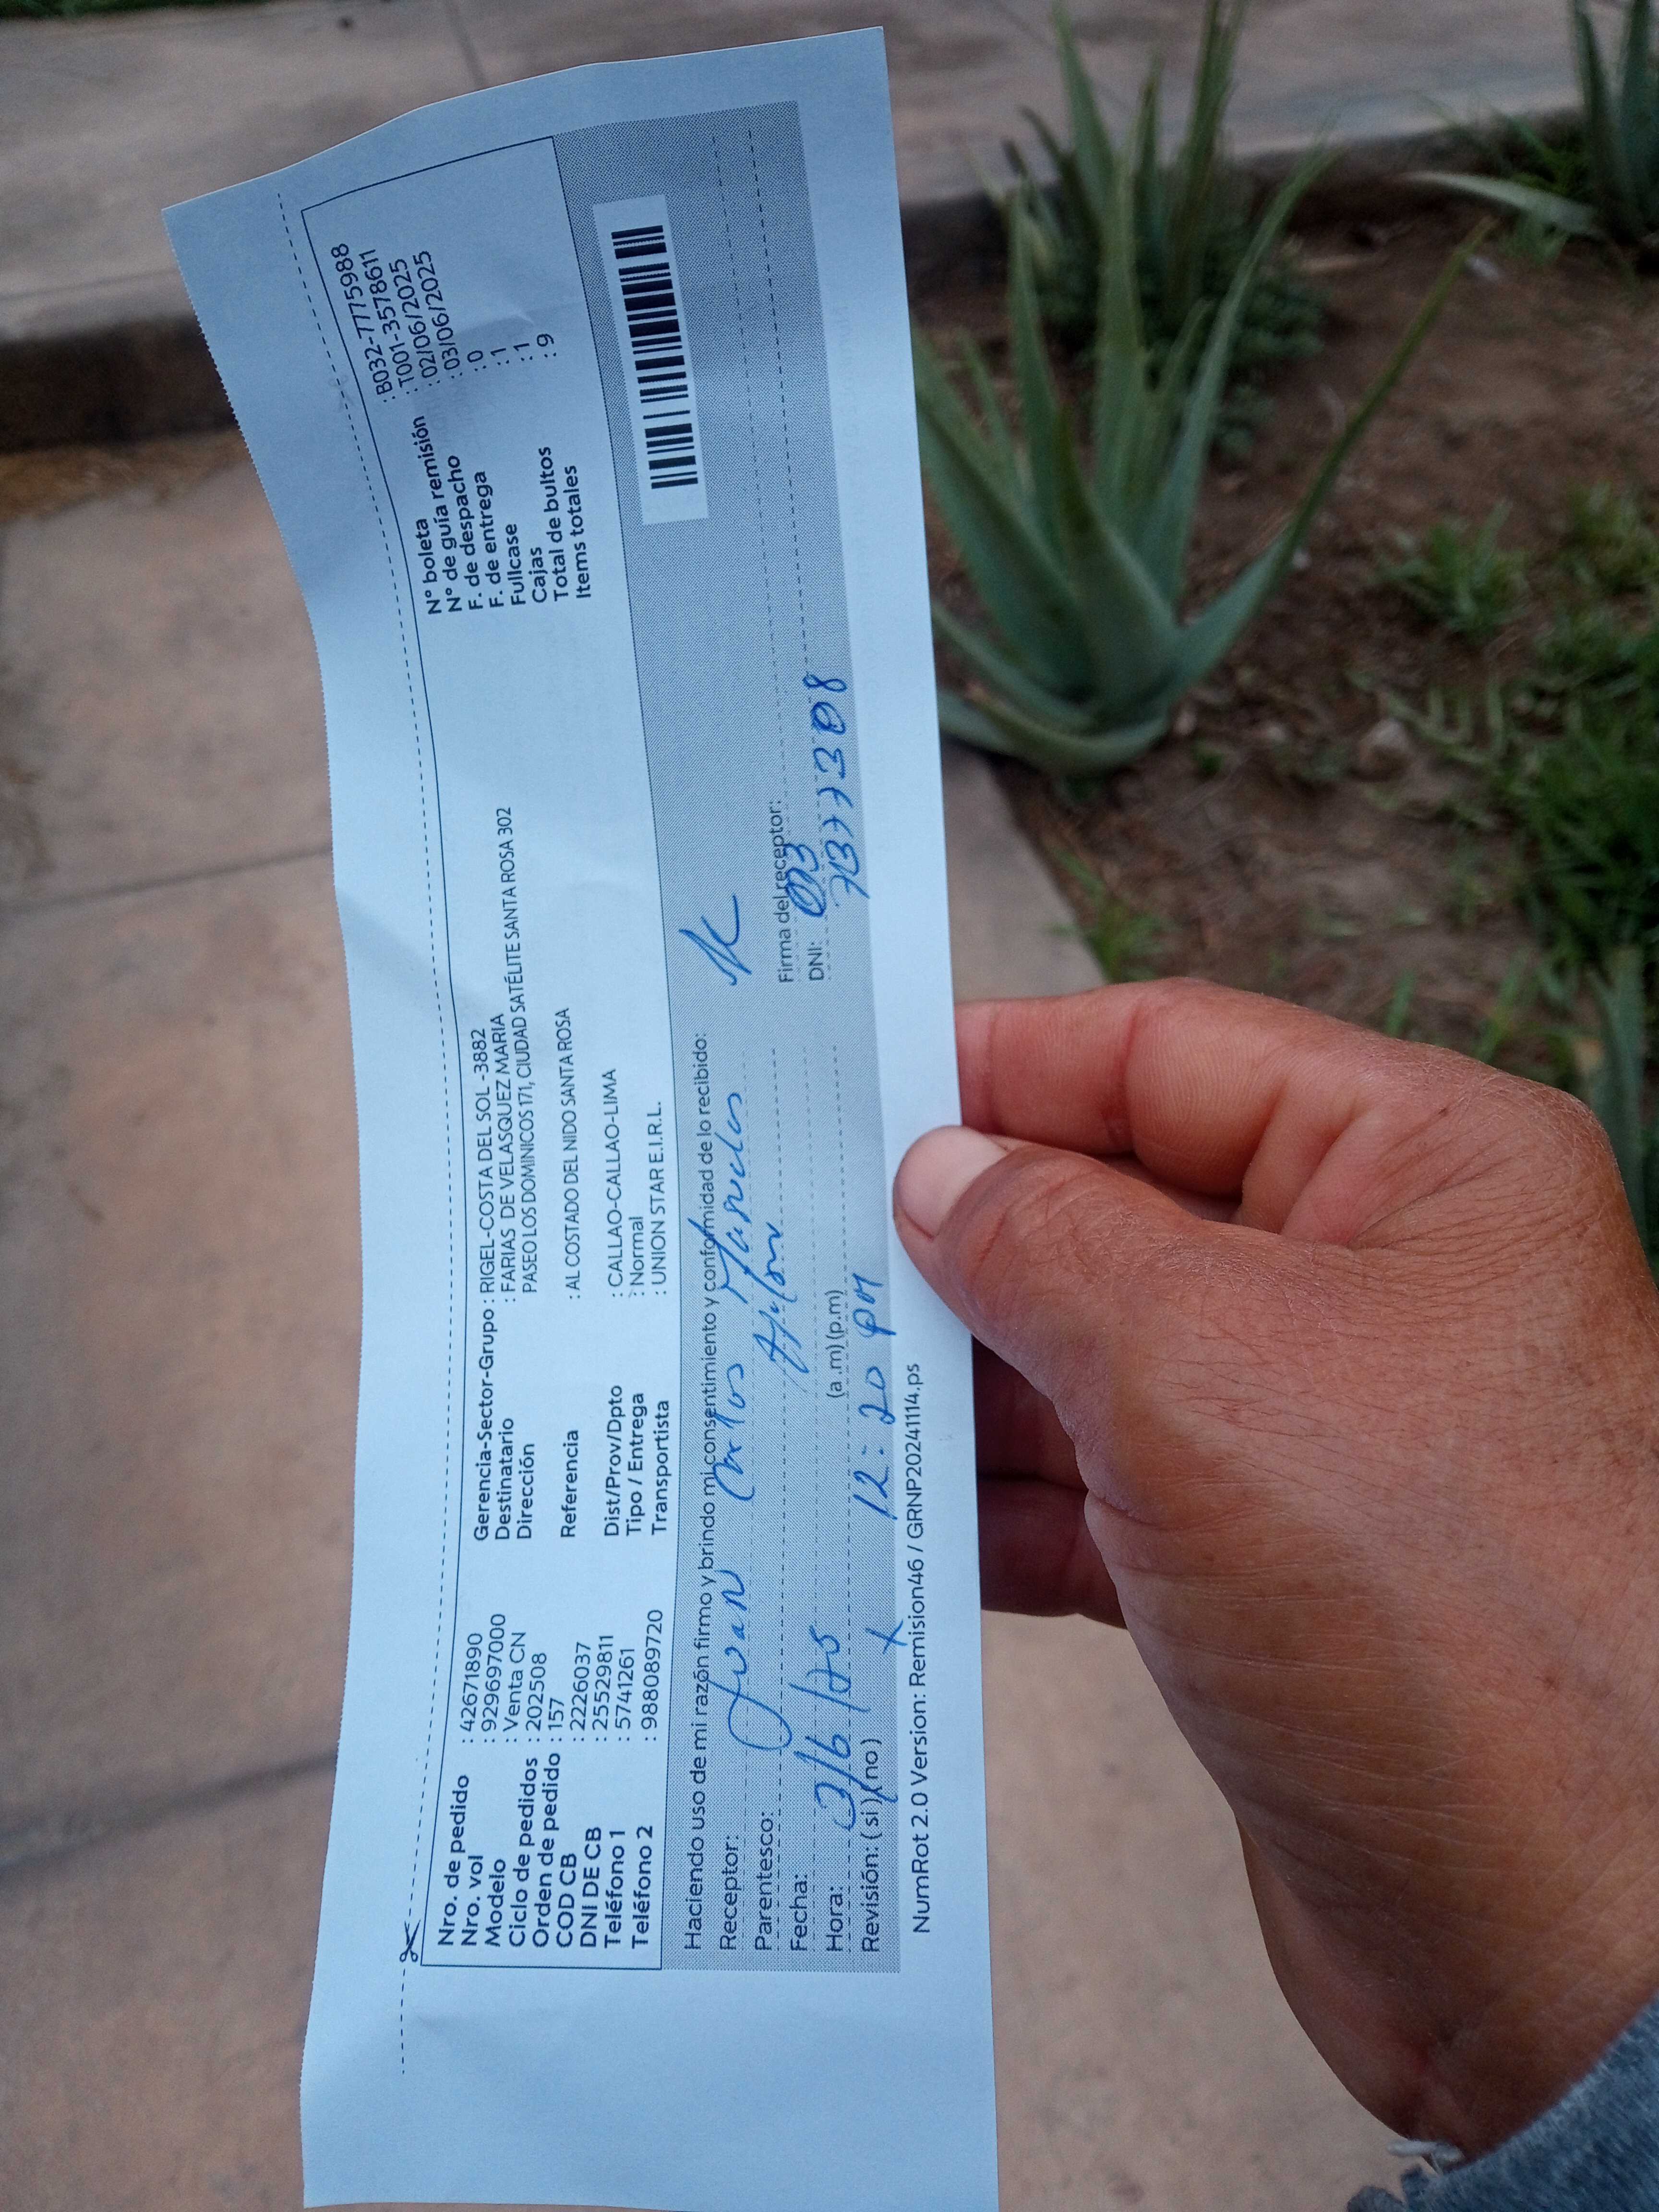 Nro. de pedido : 42671890
Nro. vol : 929697000
Modelo : Venta CN
Ciclo de pedidos : 202508
Orden de pedido : 157
COD CB : 2226037
DNI DE CB : 25529811
Teléfono 1 : 5741261
Teléfono 2 : 988089720
Gerencia-Sector-Grupo : RIGEL-COSTA DEL SOL -3882
Destinatario : FARIAS DE VELASQUEZ MARIA
Dirección PASEO LOS DOMINICOS 171, CIUDAD SATÉLITE SANTA ROSA 302
Referencia : AL COSTADO DEL NIDO SANTA ROSA
Dist/Prov/Dpto : CALLAO-CALLAO-LIMA
Tipo / Entrega : Normal
Transportista : UNION STAR E.I.R.L.
N° boleta : B032-77775988
N° de guía remisión : T001-3578611
F. de despacho : 02/06/2025
F. de entrega : 03/06/2025
Fullcase : 0
Cajas : 1
Total de bultos : 1
Items totales : 9
Haciendo uso de mi razón firmo y brindo mi consentimiento y conformidad de lo recibido:
Receptor: Juan Carlos
Parentesco:
Fecha: 3/6/25
Hora: 12:20 pm (a .m) (p.m)
Revisión: (si) (no) X
Firma del receptor:
DNI:
NumRot 2.0 Version: Remision46 / GRNP20241114.ps